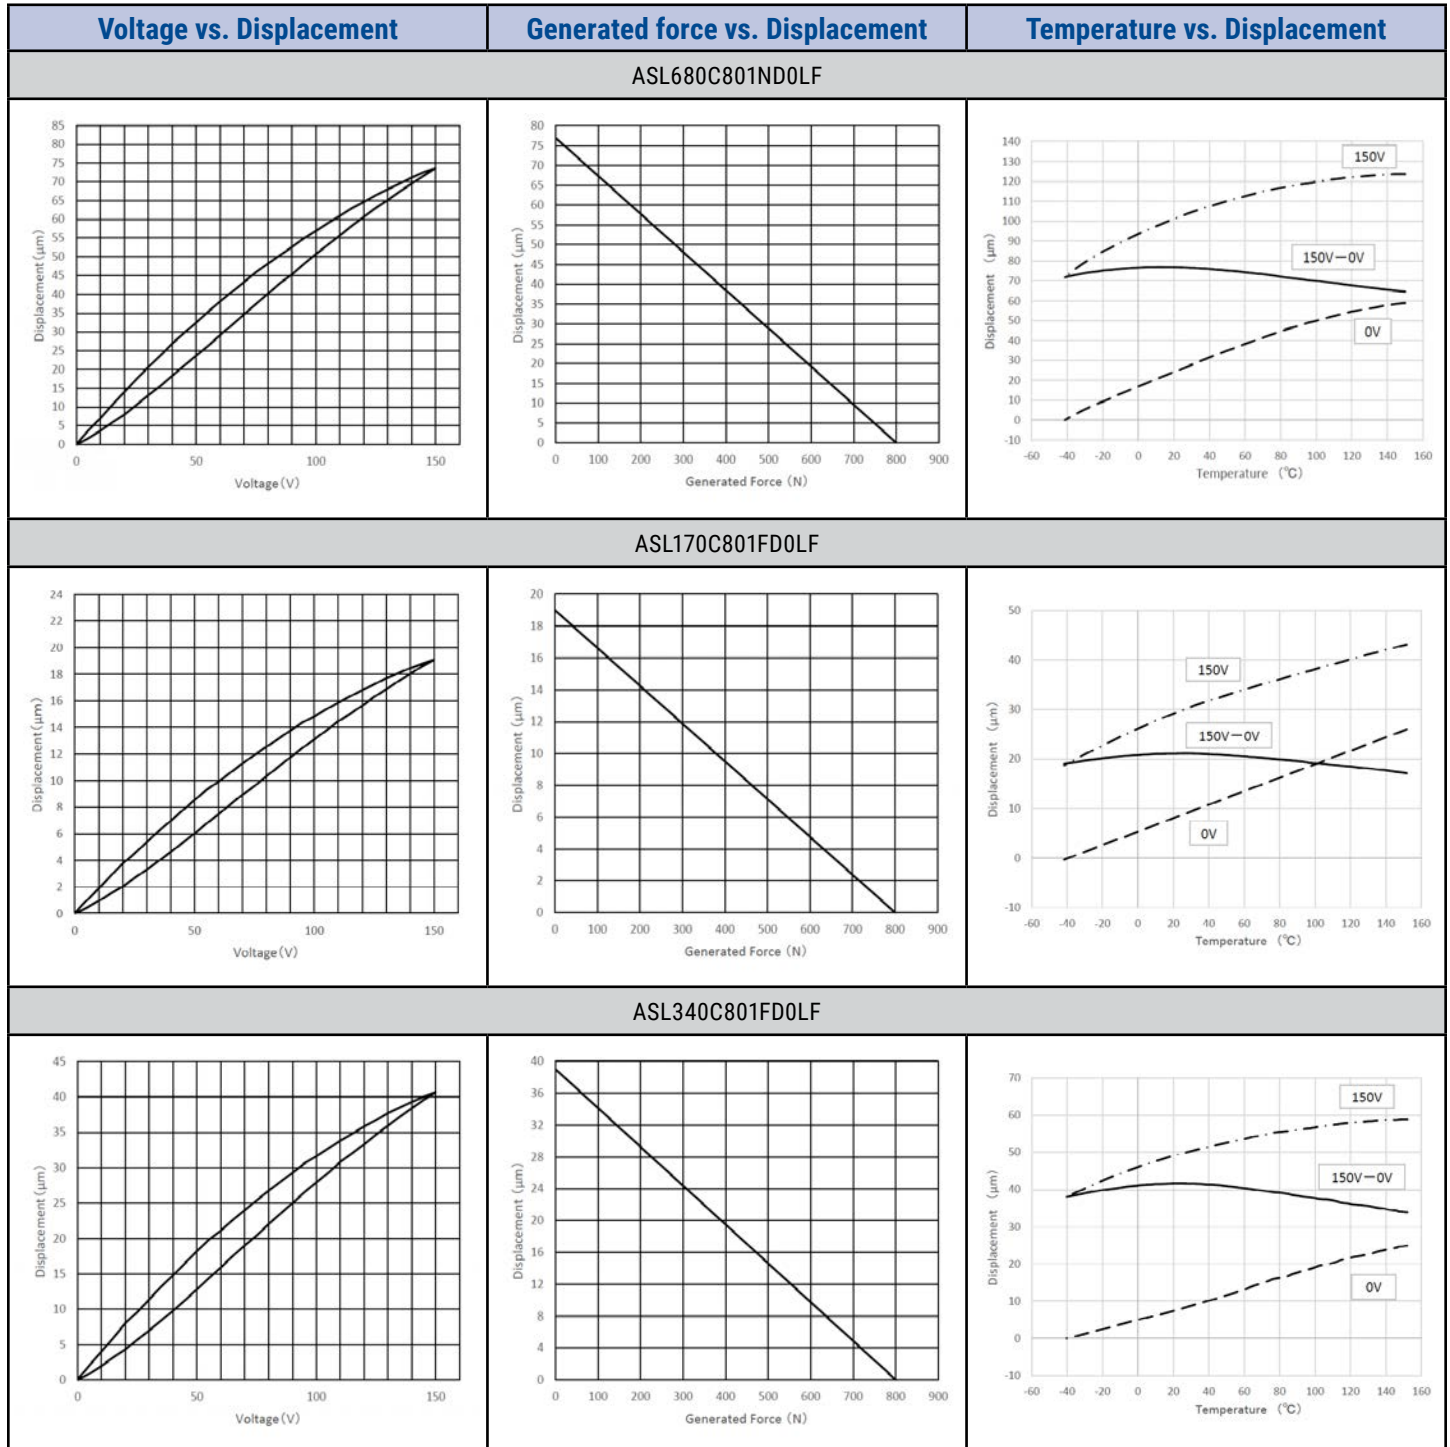 Voltage vs. Displacement
Generated force vs. Displacement
Temperature vs. Displacement
ASL680C801ND0LF
85
80
75
70
65
60
55
50
45
40
35
30
25
20
15
10
5
0
Displacement (μm)
0 50 100 150
Voltage(V)
80
75
70
65
60
55
50
45
40
35
30
25
20
15
10
5
0
Displacement (μm)
0 100 200 300 400 500 600 700 800 900
Generated Force (N)
140
130
120
110
100
90
80
70
60
50
40
30
20
10
0
-10
Displacement (μm)
150V
150V－0V
0V
-60 -40 -20 0 20 40 60 80 100 120 140 160
Temperature (℃)
ASL170C801FD0LF
24
22
20
18
16
14
12
10
8
6
4
2
0
Displacement(μm)
0 50 100 150
Voltage(V)
20
18
16
14
12
10
8
6
4
2
0
Displacement (μm)
0 100 200 300 400 500 600 700 800 900
Generated Force (N)
50
40
30
20
10
0
-10
Displacement (μm)
150V
150V－0V
0V
-60 -40 -20 0 20 40 60 80 100 120 140 160
Temperature (℃)
ASL340C801FD0LF
45
40
35
30
25
20
15
10
5
0
Displacement (μm)
0 50 100 150
Voltage(V)
40
36
32
28
24
20
16
12
8
4
0
Displacement (μm)
0 100 200 300 400 500 600 700 800 900
Generated Force (N)
70
60
50
40
30
20
10
0
-10
Displacement (μm)
150V
150V－0V
0V
-60 -40 -20 0 20 40 60 80 100 120 140 160
Temperature (℃)